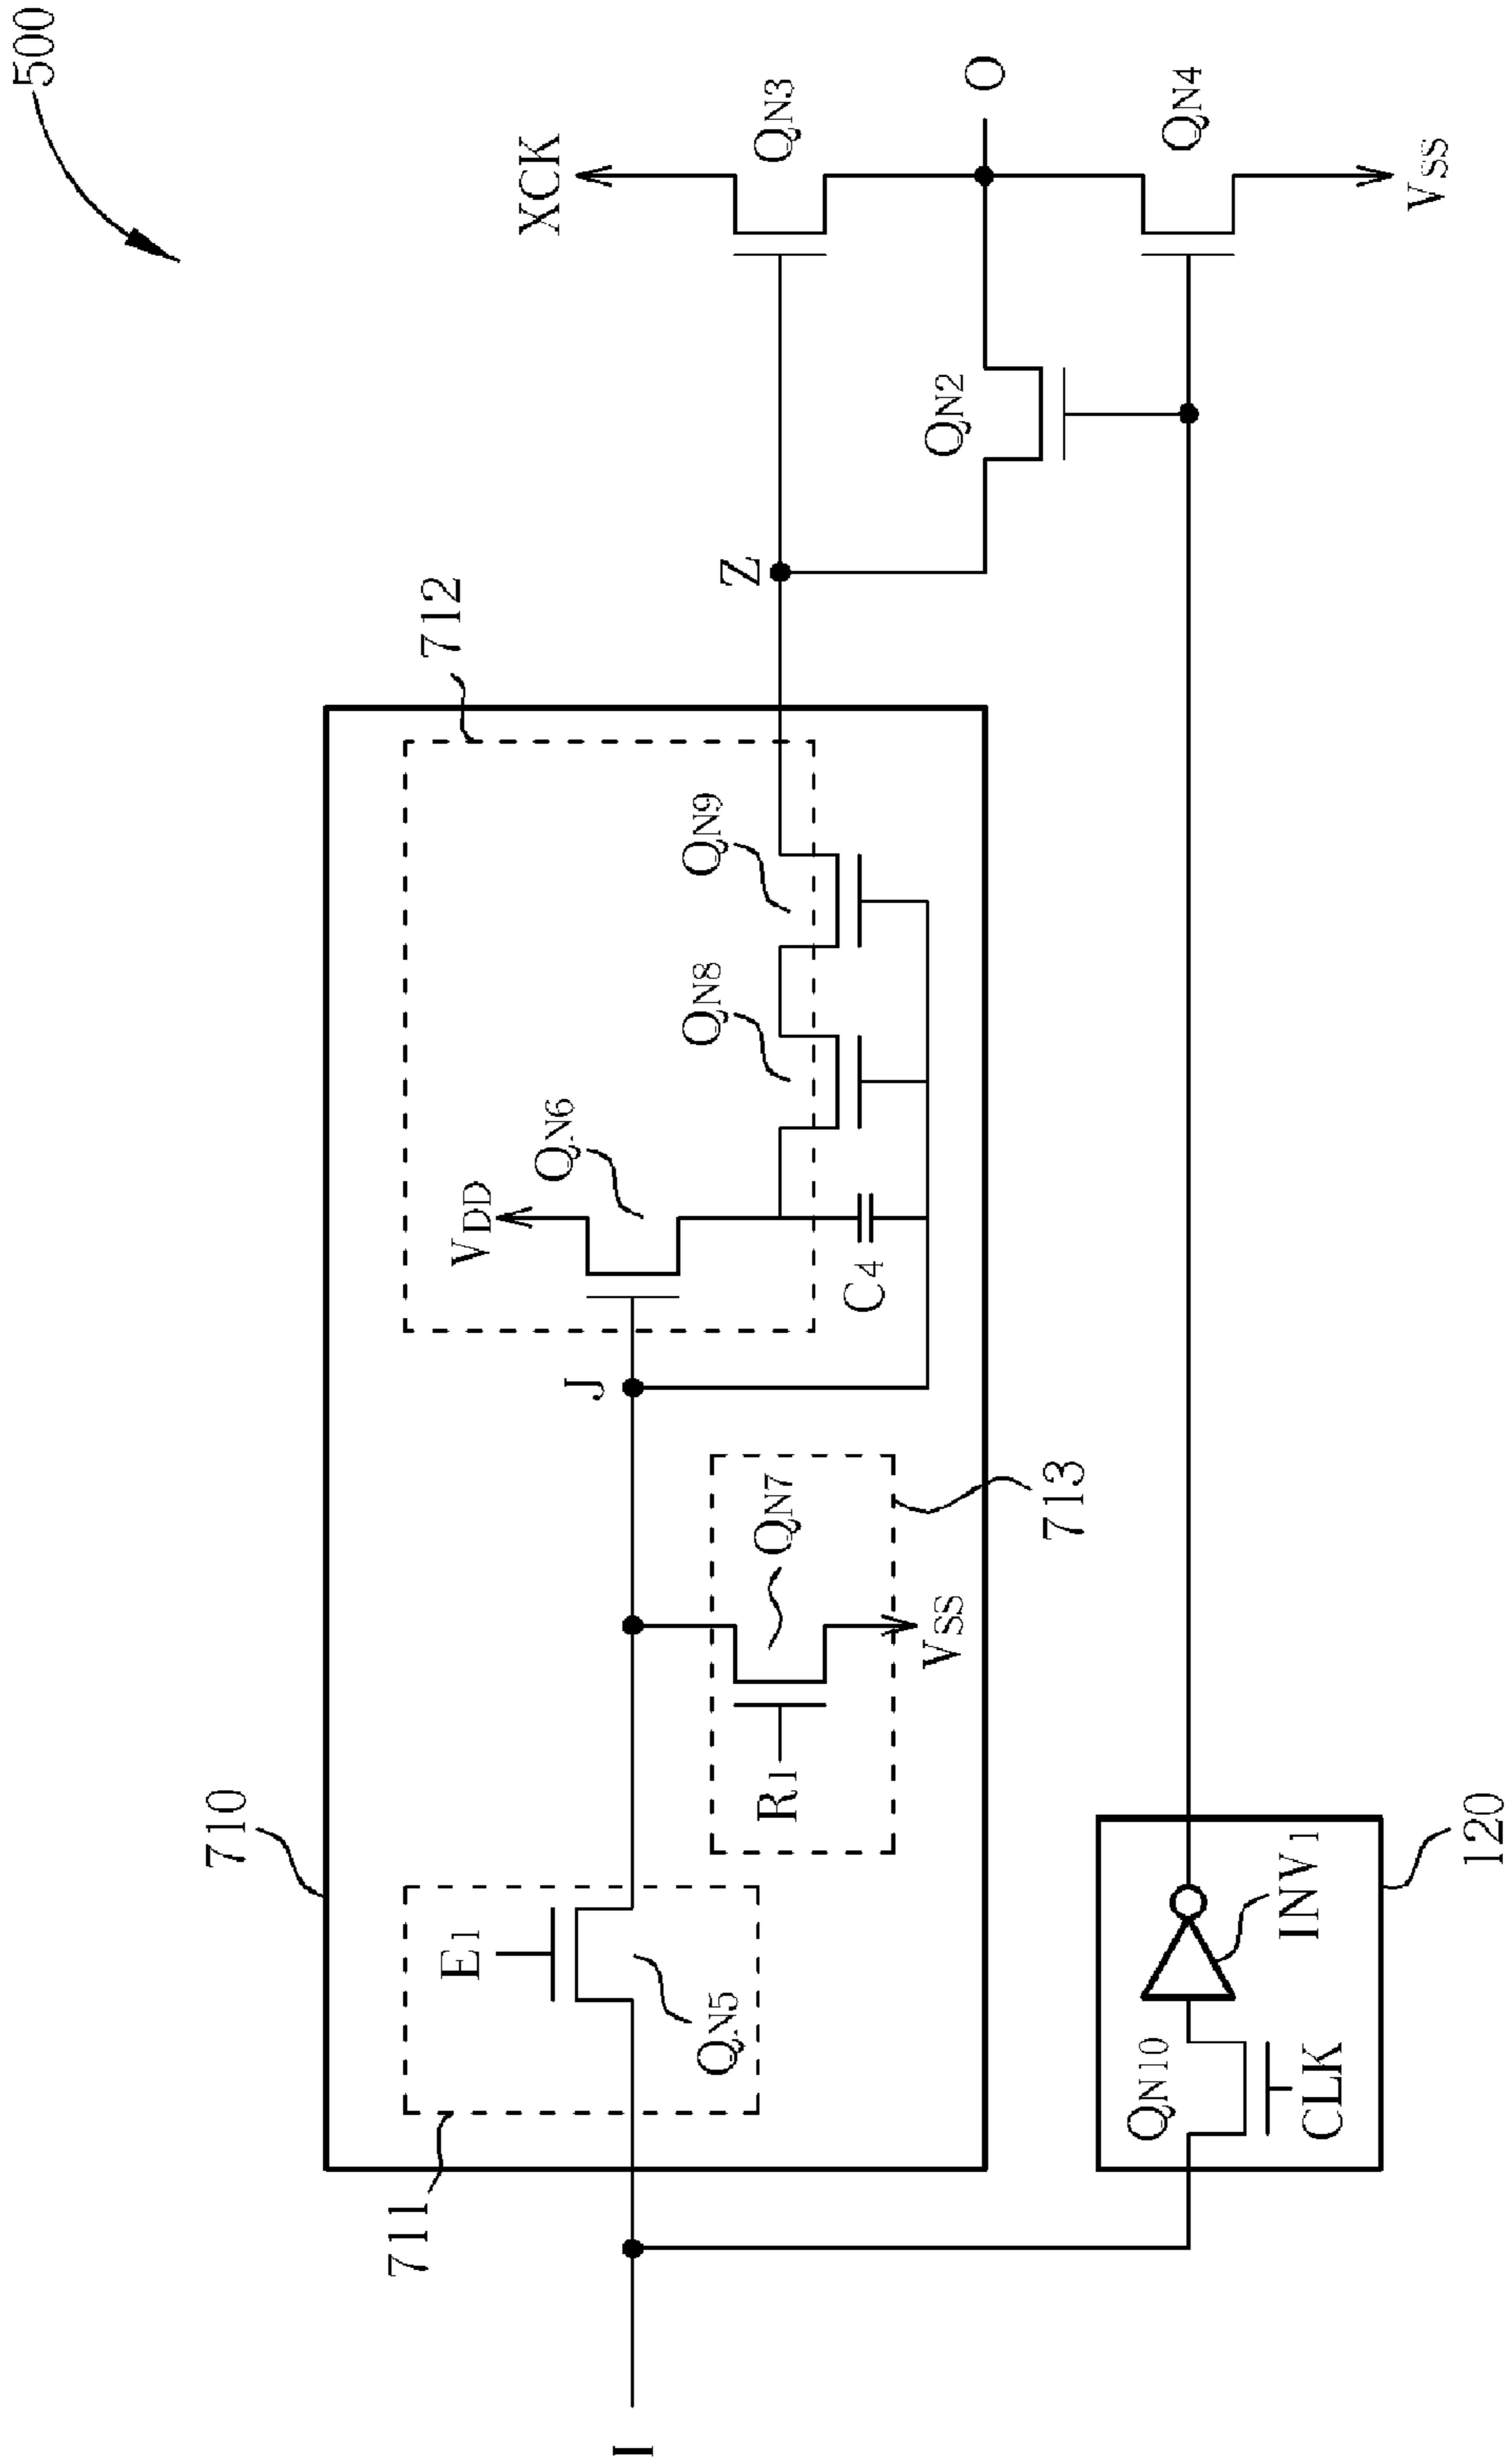 500
XCK
QN3
O
QN4
VSS
QN2
Z
712
QN9
QN8
QN6
VDD
C4
J
713
QN7
VSS
R1
710
E1
QN5
711
INV1
120
QN10
CLK
I